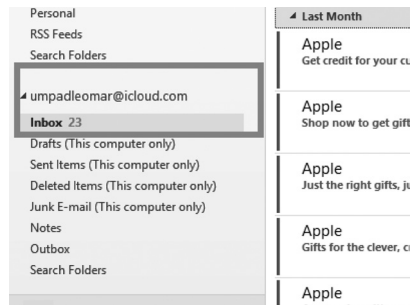 Personal
RSS Feeds
Search Folders
umpadleomar@icloud.com
Inbox 23
Drafts (This computer only)
Sent Items (This computer only)
Deleted Items (This computer only)
Junk E-mail (This computer only)
Notes
Outbox
Search Folders
Last Month
Apple
Get credit for your cu
Apple
Shop now to get gift
Apple
Just the right gifts, ju
Apple
Gifts for the clever, c
Apple